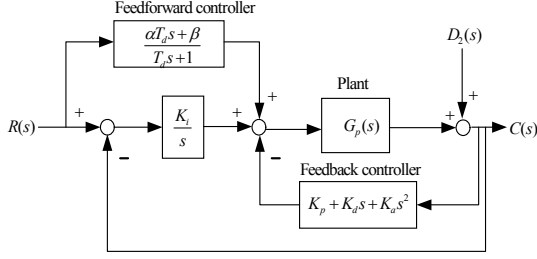 Feedforward controller
αT_d s + β
T_d s + 1
D_2(s)
Plant
R(s)
+
−
K_i
s
+
+
−
G_p(s)
+
+
C(s)
Feedback controller
K_p + K_d s + K_a s^2